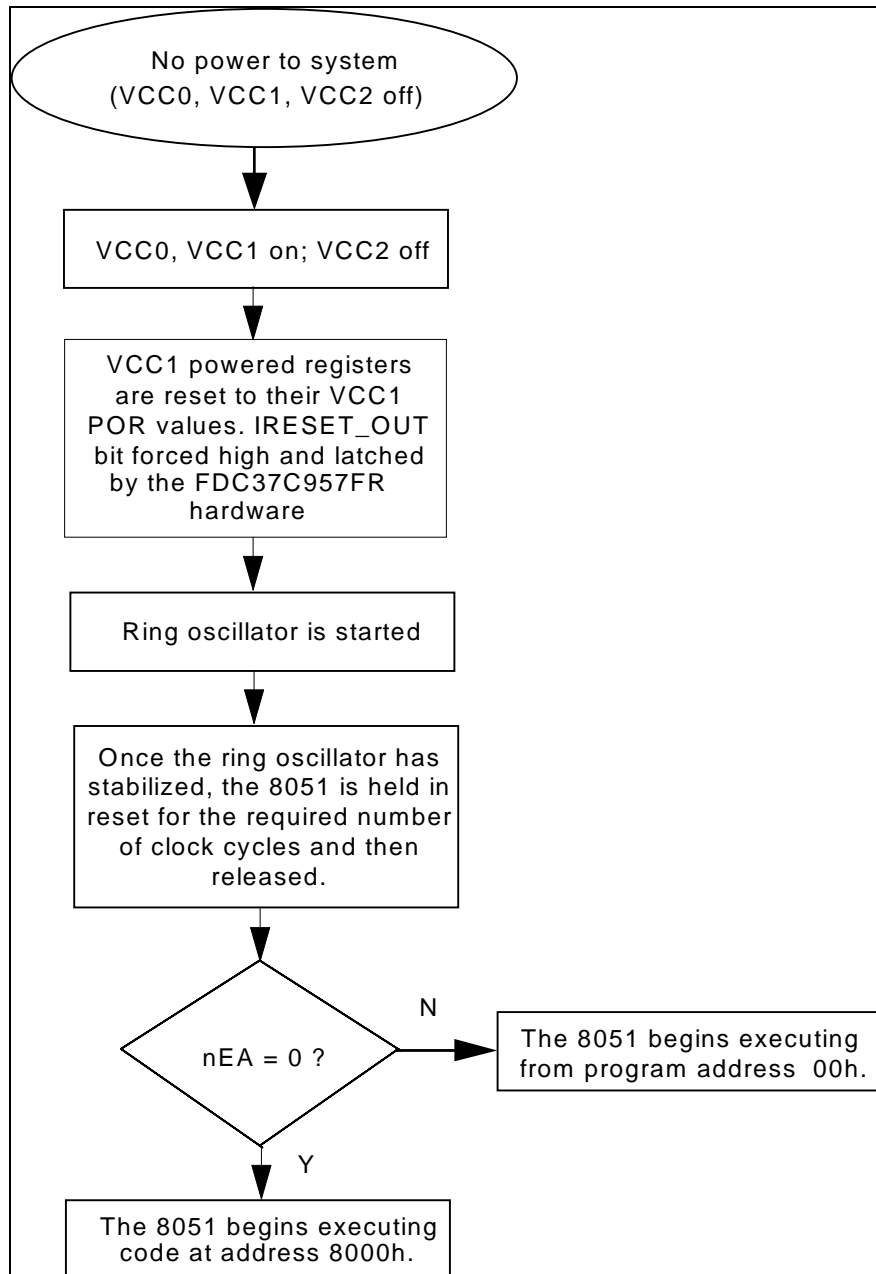 No power to system
(VCC0, VCC1, VCC2 off)
VCC0, VCC1 on; VCC2 off
VCC1 powered registers
are reset to their VCC1
POR values. IRESET_OUT
bit forced high and latched
by the FDC37C957FR
hardware
Ring oscillator is started
Once the ring oscillator has
stabilized, the 8051 is held in
reset for the required number
of clock cycles and then
released.
nEA = 0 ?
N
The 8051 begins executing
from program address 00h.
Y
The 8051 begins executing
code at address 8000h.